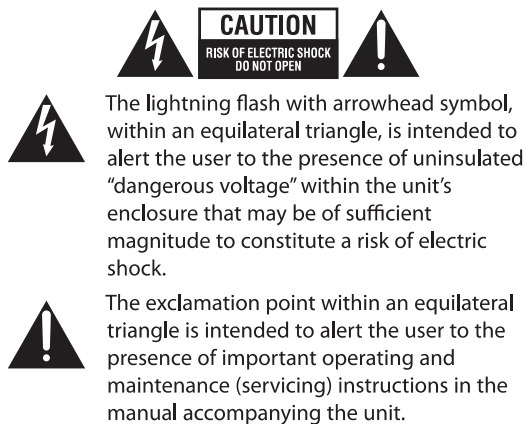 CAUTION
RISK OF ELECTRIC SHOCK
DO NOT OPEN
The lightning flash with arrowhead symbol,
within an equilateral triangle, is intended to
alert the user to the presence of uninsulated
“dangerous voltage” within the unit’s
enclosure that may be of sufficient
magnitude to constitute a risk of electric
shock.
The exclamation point within an equilateral
triangle is intended to alert the user to the
presence of important operating and
maintenance (servicing) instructions in the
manual accompanying the unit.